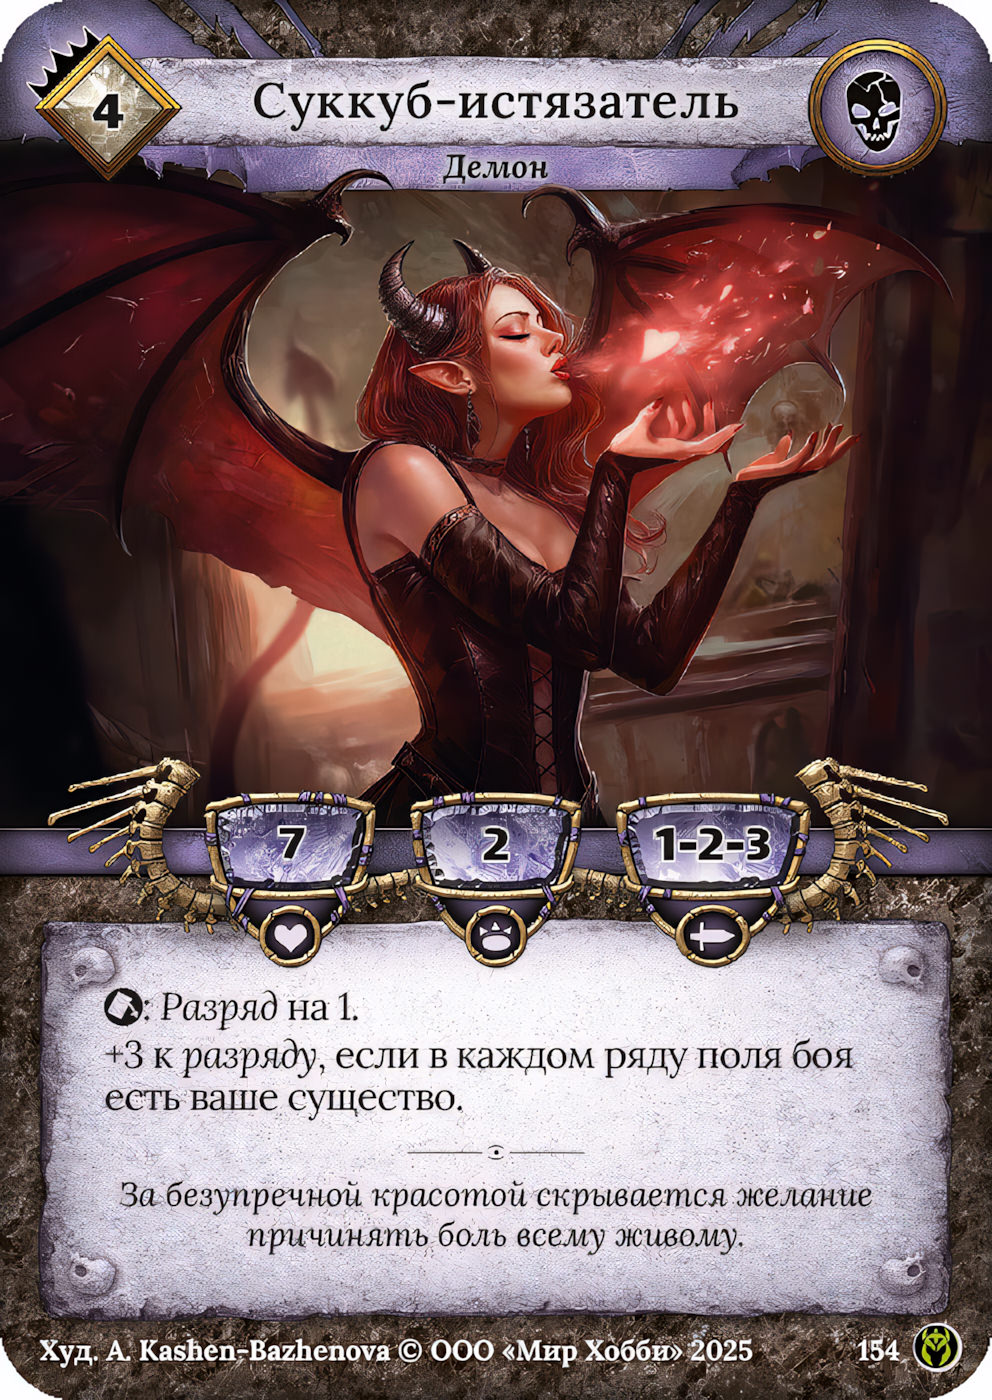 4
Суккуб-истязатель
Демон
7
2
1-2-3
: Разряд на 1.
+3 к разряду, если в каждом ряду поля боя
есть ваше существо.
За безупречной красотой скрывается желание
причинять боль всему живому.
Худ. A. Kashen-Bazhenova © ООО «Мир Хобби» 2025
154